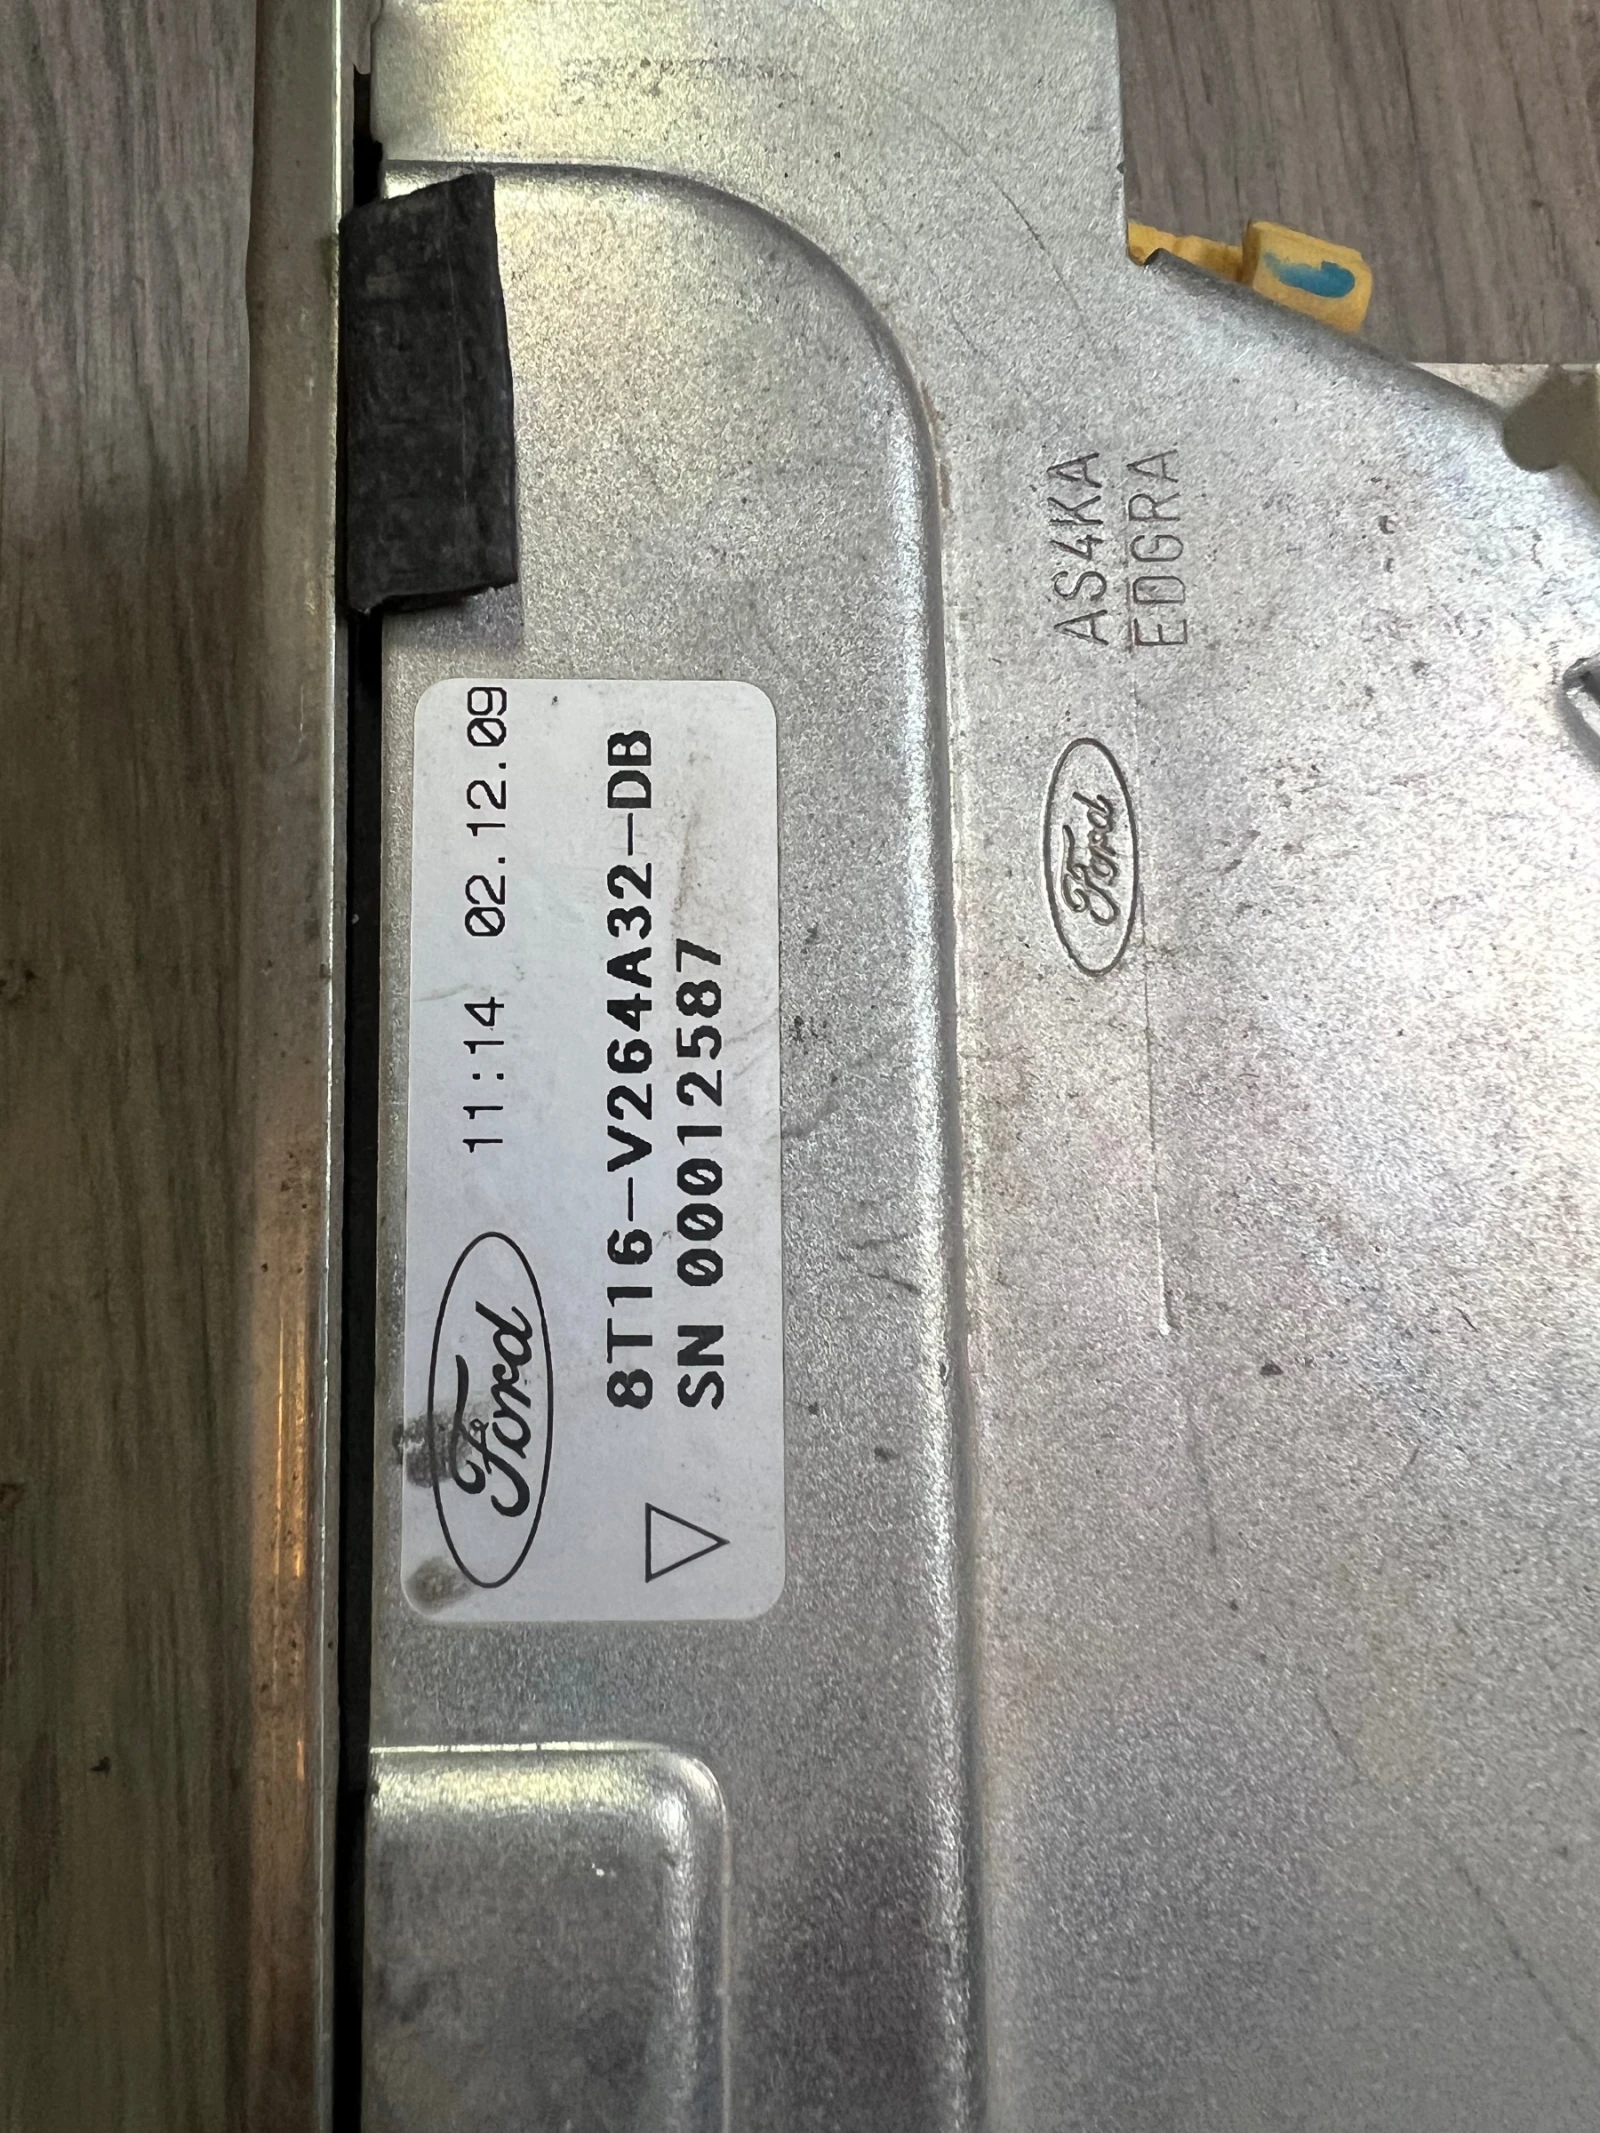 Ford 11:14 02.12.09
8T16-V264A32-DB
SN 00012587
Ford
AS4KA
EDGRA